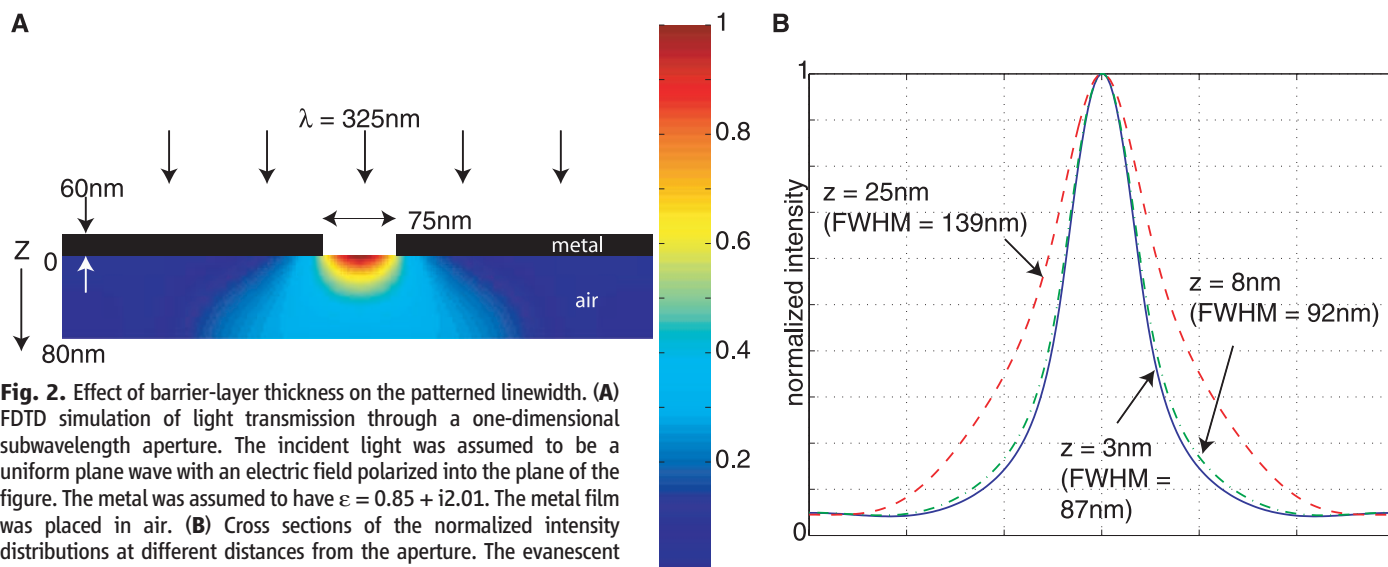 A
λ = 325nm
60nm
75nm
metal
Z
0
air
80nm
1
0.8
0.6
0.4
0.2
Fig. 2. Effect of barrier-layer thickness on the patterned linewidth. (A)
FDTD simulation of light transmission through a one-dimensional
subwavelength aperture. The incident light was assumed to be a
uniform plane wave with an electric field polarized into the plane of the
figure. The metal was assumed to have ε = 0.85 + i2.01. The metal film
was placed in air. (B) Cross sections of the normalized intensity
distributions at different distances from the aperture. The evanescent
B
1
normalized intensity
0
z = 25nm
(FWHM = 139nm)
z = 8nm
(FWHM = 92nm)
z = 3nm
(FWHM =
87nm)